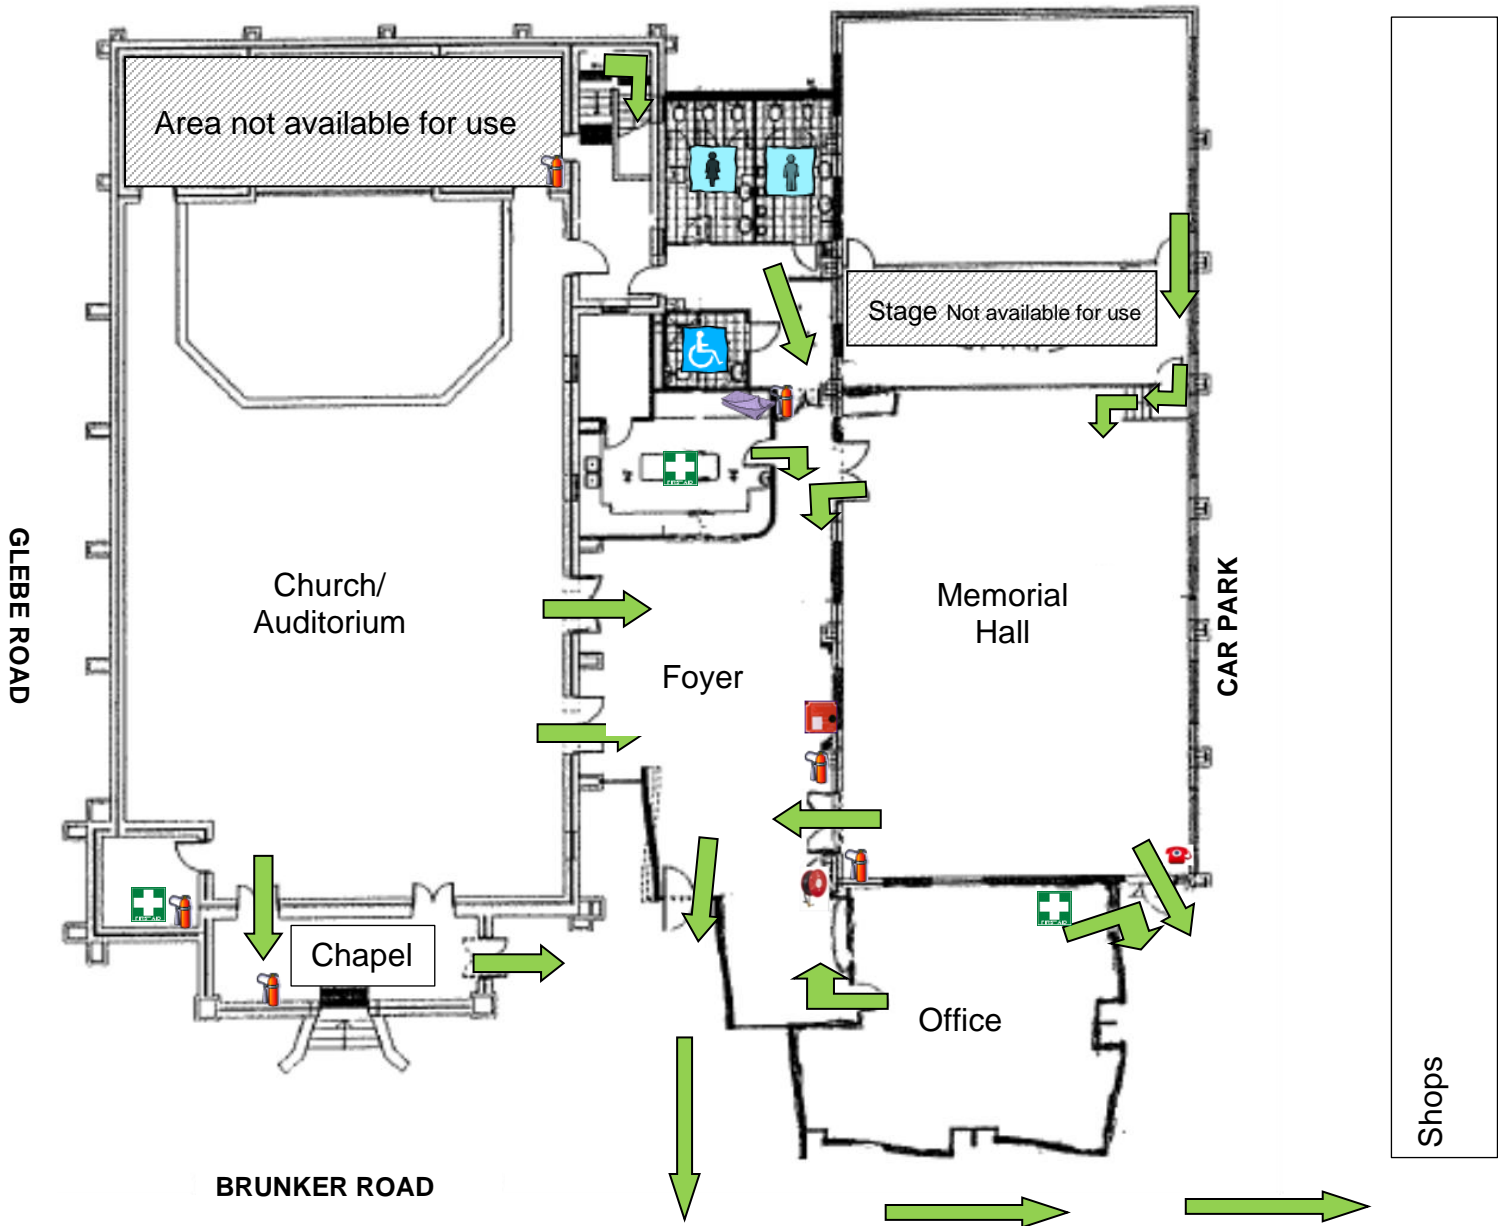 Area not available for use
Stage Not available for use
Church/
Auditorium
Memorial
Hall
Foyer
GLEBE ROAD
CAR PARK
Chapel
Office
Shops
BRUNKER ROAD